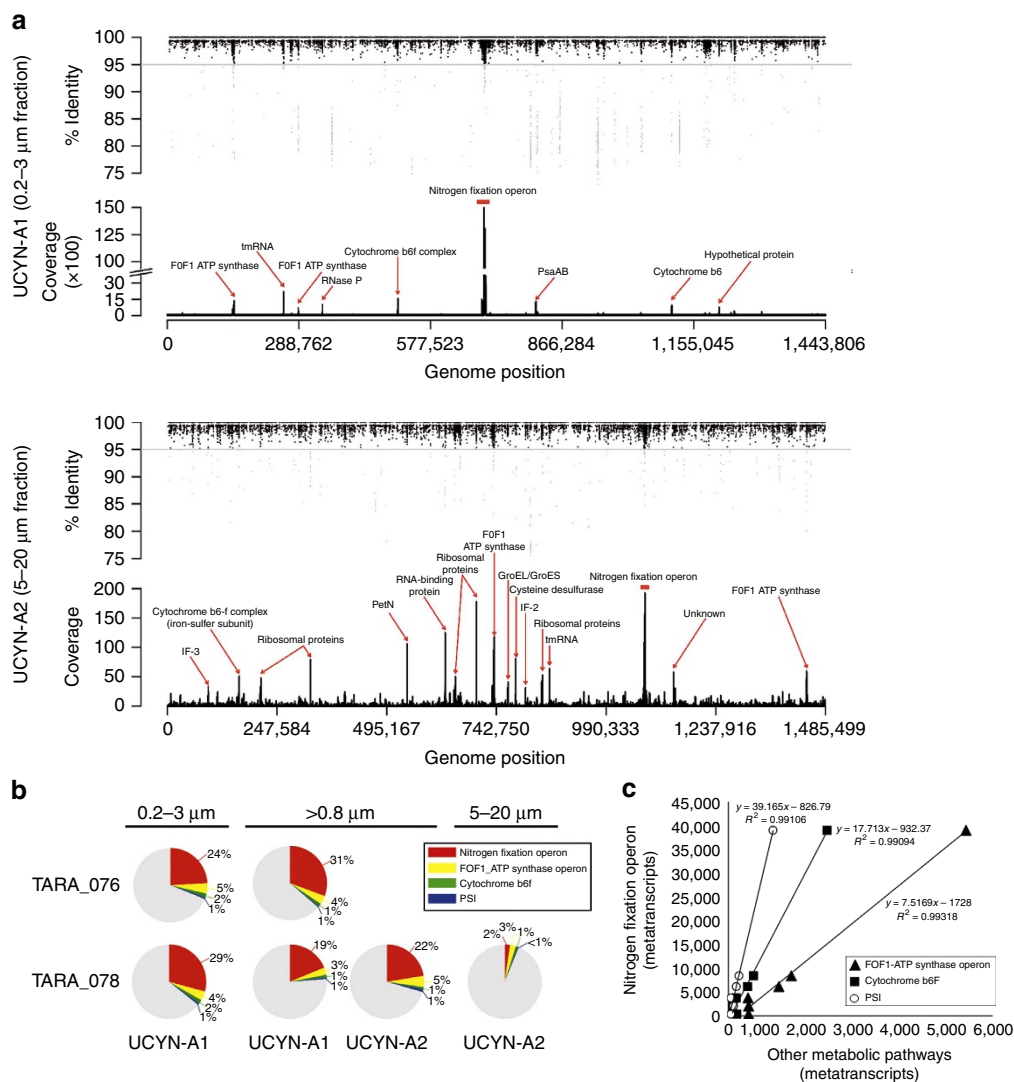 a
UCYN-A1 (0.2–3 µm fraction)
% Identity
100
95
90
85
80
75
Coverage
(×100)
150
125
100
30
15
0
Nitrogen fixation operon
F0F1 ATP synthase
tmRNA
F0F1 ATP synthase
RNase P
Cytochrome b6f complex
PsaAB
Cytochrome b6
Hypothetical protein
0 288,762 577,523 866,284 1,155,045 1,443,806
Genome position
UCYN-A2 (5–20 µm fraction)
% Identity
100
95
90
85
80
75
Coverage
200
150
100
50
0
IF-3
Cytochrome b6-f complex
(iron-sulfer subunit)
Ribosomal proteins
PetN
RNA-binding
protein
Ribosomal
proteins
F0F1
ATP synthase
GroEL/GroES
Cysteine desulfurase
IF-2
Ribosomal proteins
tmRNA
Nitrogen fixation operon
Unknown
F0F1 ATP synthase
0 247,584 495,167 742,750 990,333 1,237,916 1,485,499
Genome position
b
0.2–3 µm >0.8 µm 5–20 µm
TARA_076
24%
5%
2%
1%
31%
4%
1%
1%
Nitrogen fixation operon
FOF1_ATP synthase operon
Cytochrome b6f
PSI
TARA_078
29%
4%
2%
1%
19%
3%
1%
1%
22%
5%
1%
1%
2%
3%
1%
<1%
UCYN-A1 UCYN-A1 UCYN-A2 UCYN-A2
c
Nitrogen fixation operon
(metatranscripts)
45,000
40,000
35,000
30,000
25,000
20,000
15,000
10,000
5,000
0
y = 39.165x – 826.79
R² = 0.99106
y = 17.713x – 932.37
R² = 0.99094
y = 7.5169x – 1728
R² = 0.99318
FOF1-ATP synthase operon
Cytochrome b6F
PSI
0 1,000 2,000 3,000 4,000 5,000 6,000
Other metabolic pathways
(metatranscripts)